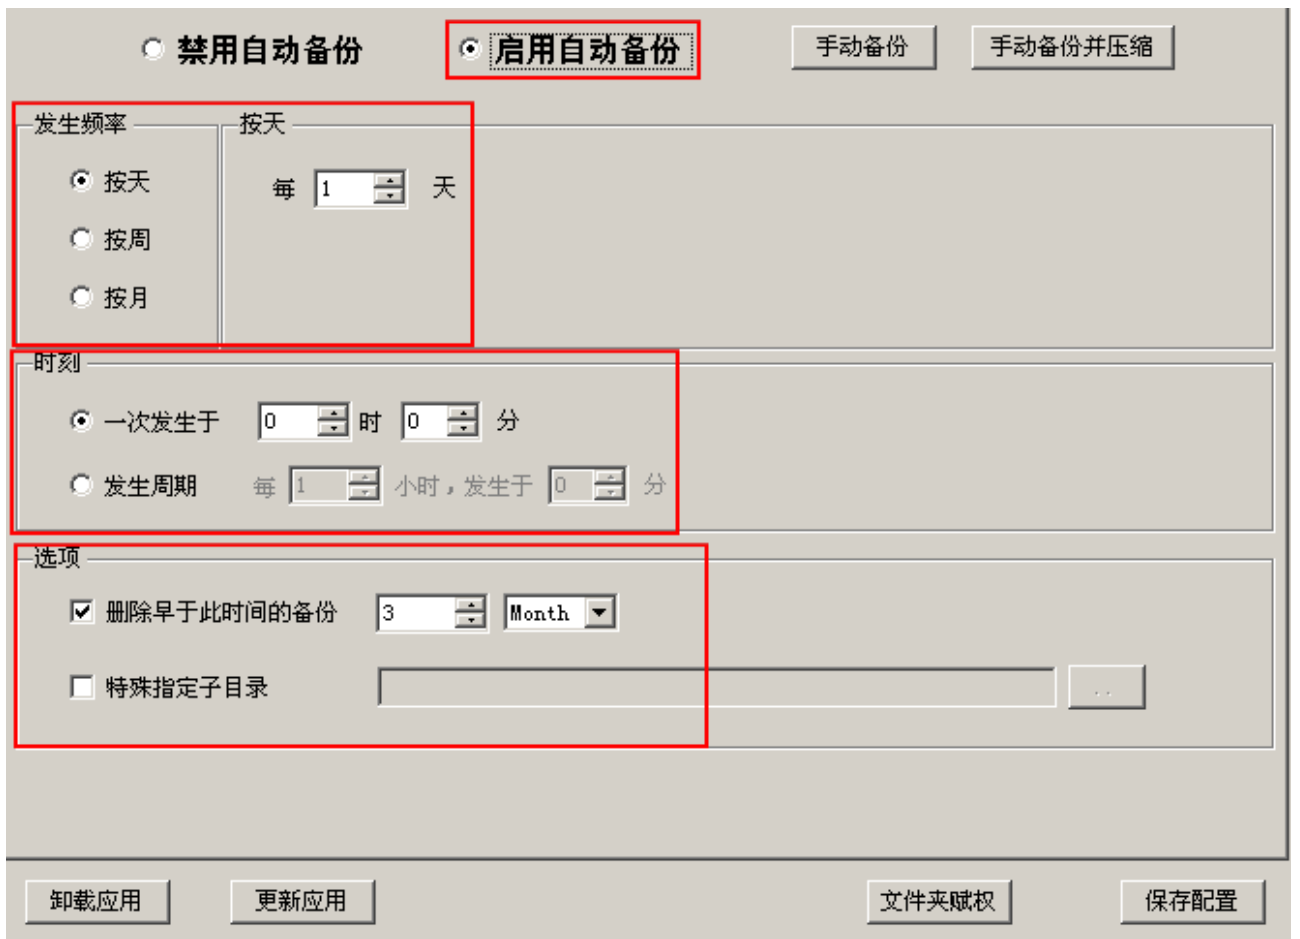 禁用自动备份 启用自动备份 手动备份 手动备份并压缩
发生频率 按天
按天 每 1 天
按周
按月
时刻
一次发生于 0 时 0 分
发生周期 每 1 小时，发生于 0 分
选项
删除早于此时间的备份 3 Month
特殊指定子目录 ..
卸载应用 更新应用 文件夹赋权 保存配置